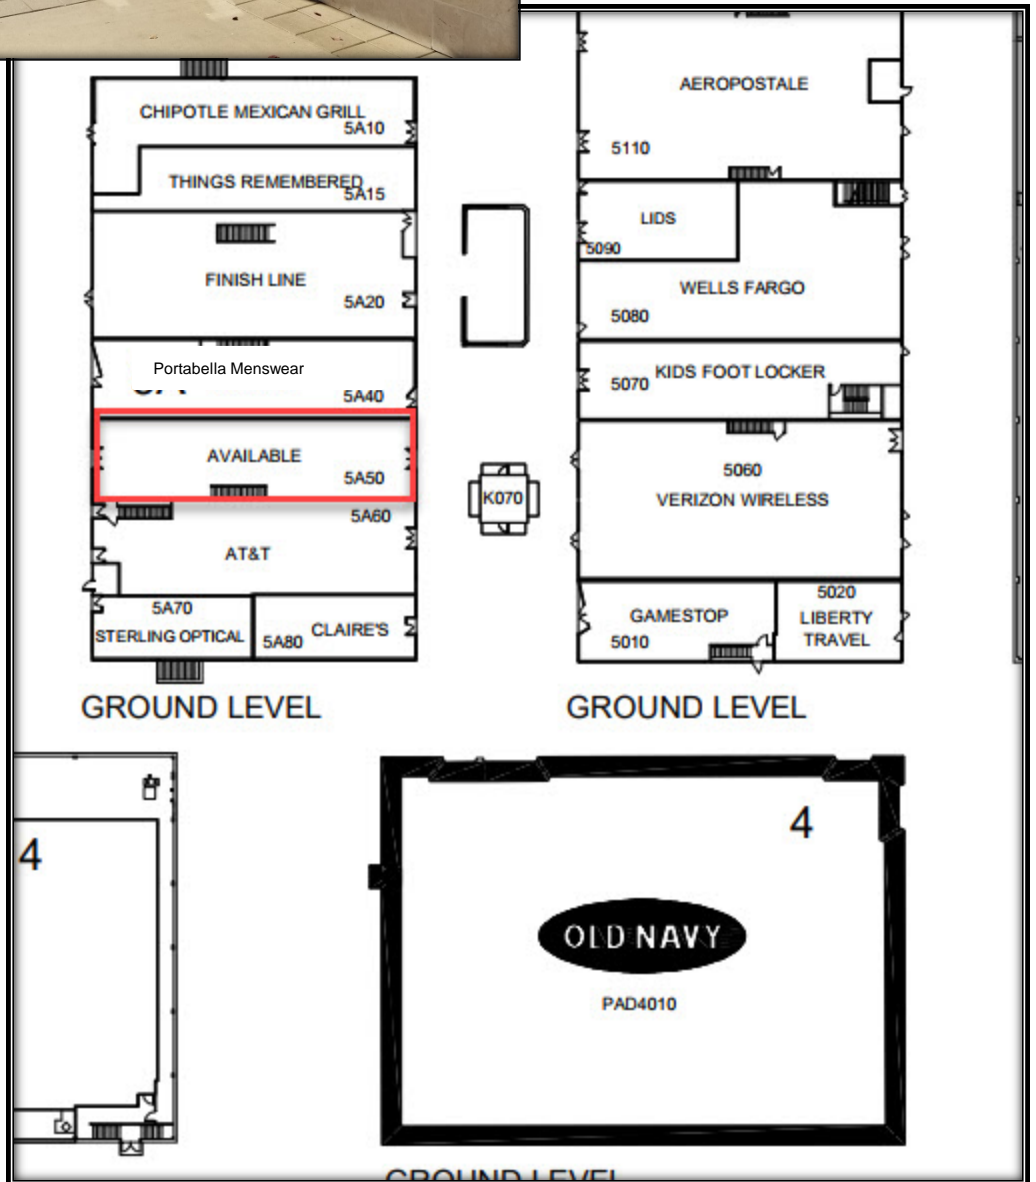 CHIPOTLE MEXICAN GRILL
5A10
THINGS REMEMBERED
5A15
FINISH LINE
5A20
Portabella Menswear
5A40
AVAILABLE
5A50
5A60
AT&T
5A70
STERLING OPTICAL
5A80
CLAIRE'S
GROUND LEVEL
K070
AEROPOSTALE
5110
LIDS
5090
WELLS FARGO
5080
5070 KIDS FOOT LOCKER
5060
VERIZON WIRELESS
GAMESTOP
5010
5020
LIBERTY
TRAVEL
GROUND LEVEL
4
4
OLD NAVY
PAD4010
GROUND LEVEL